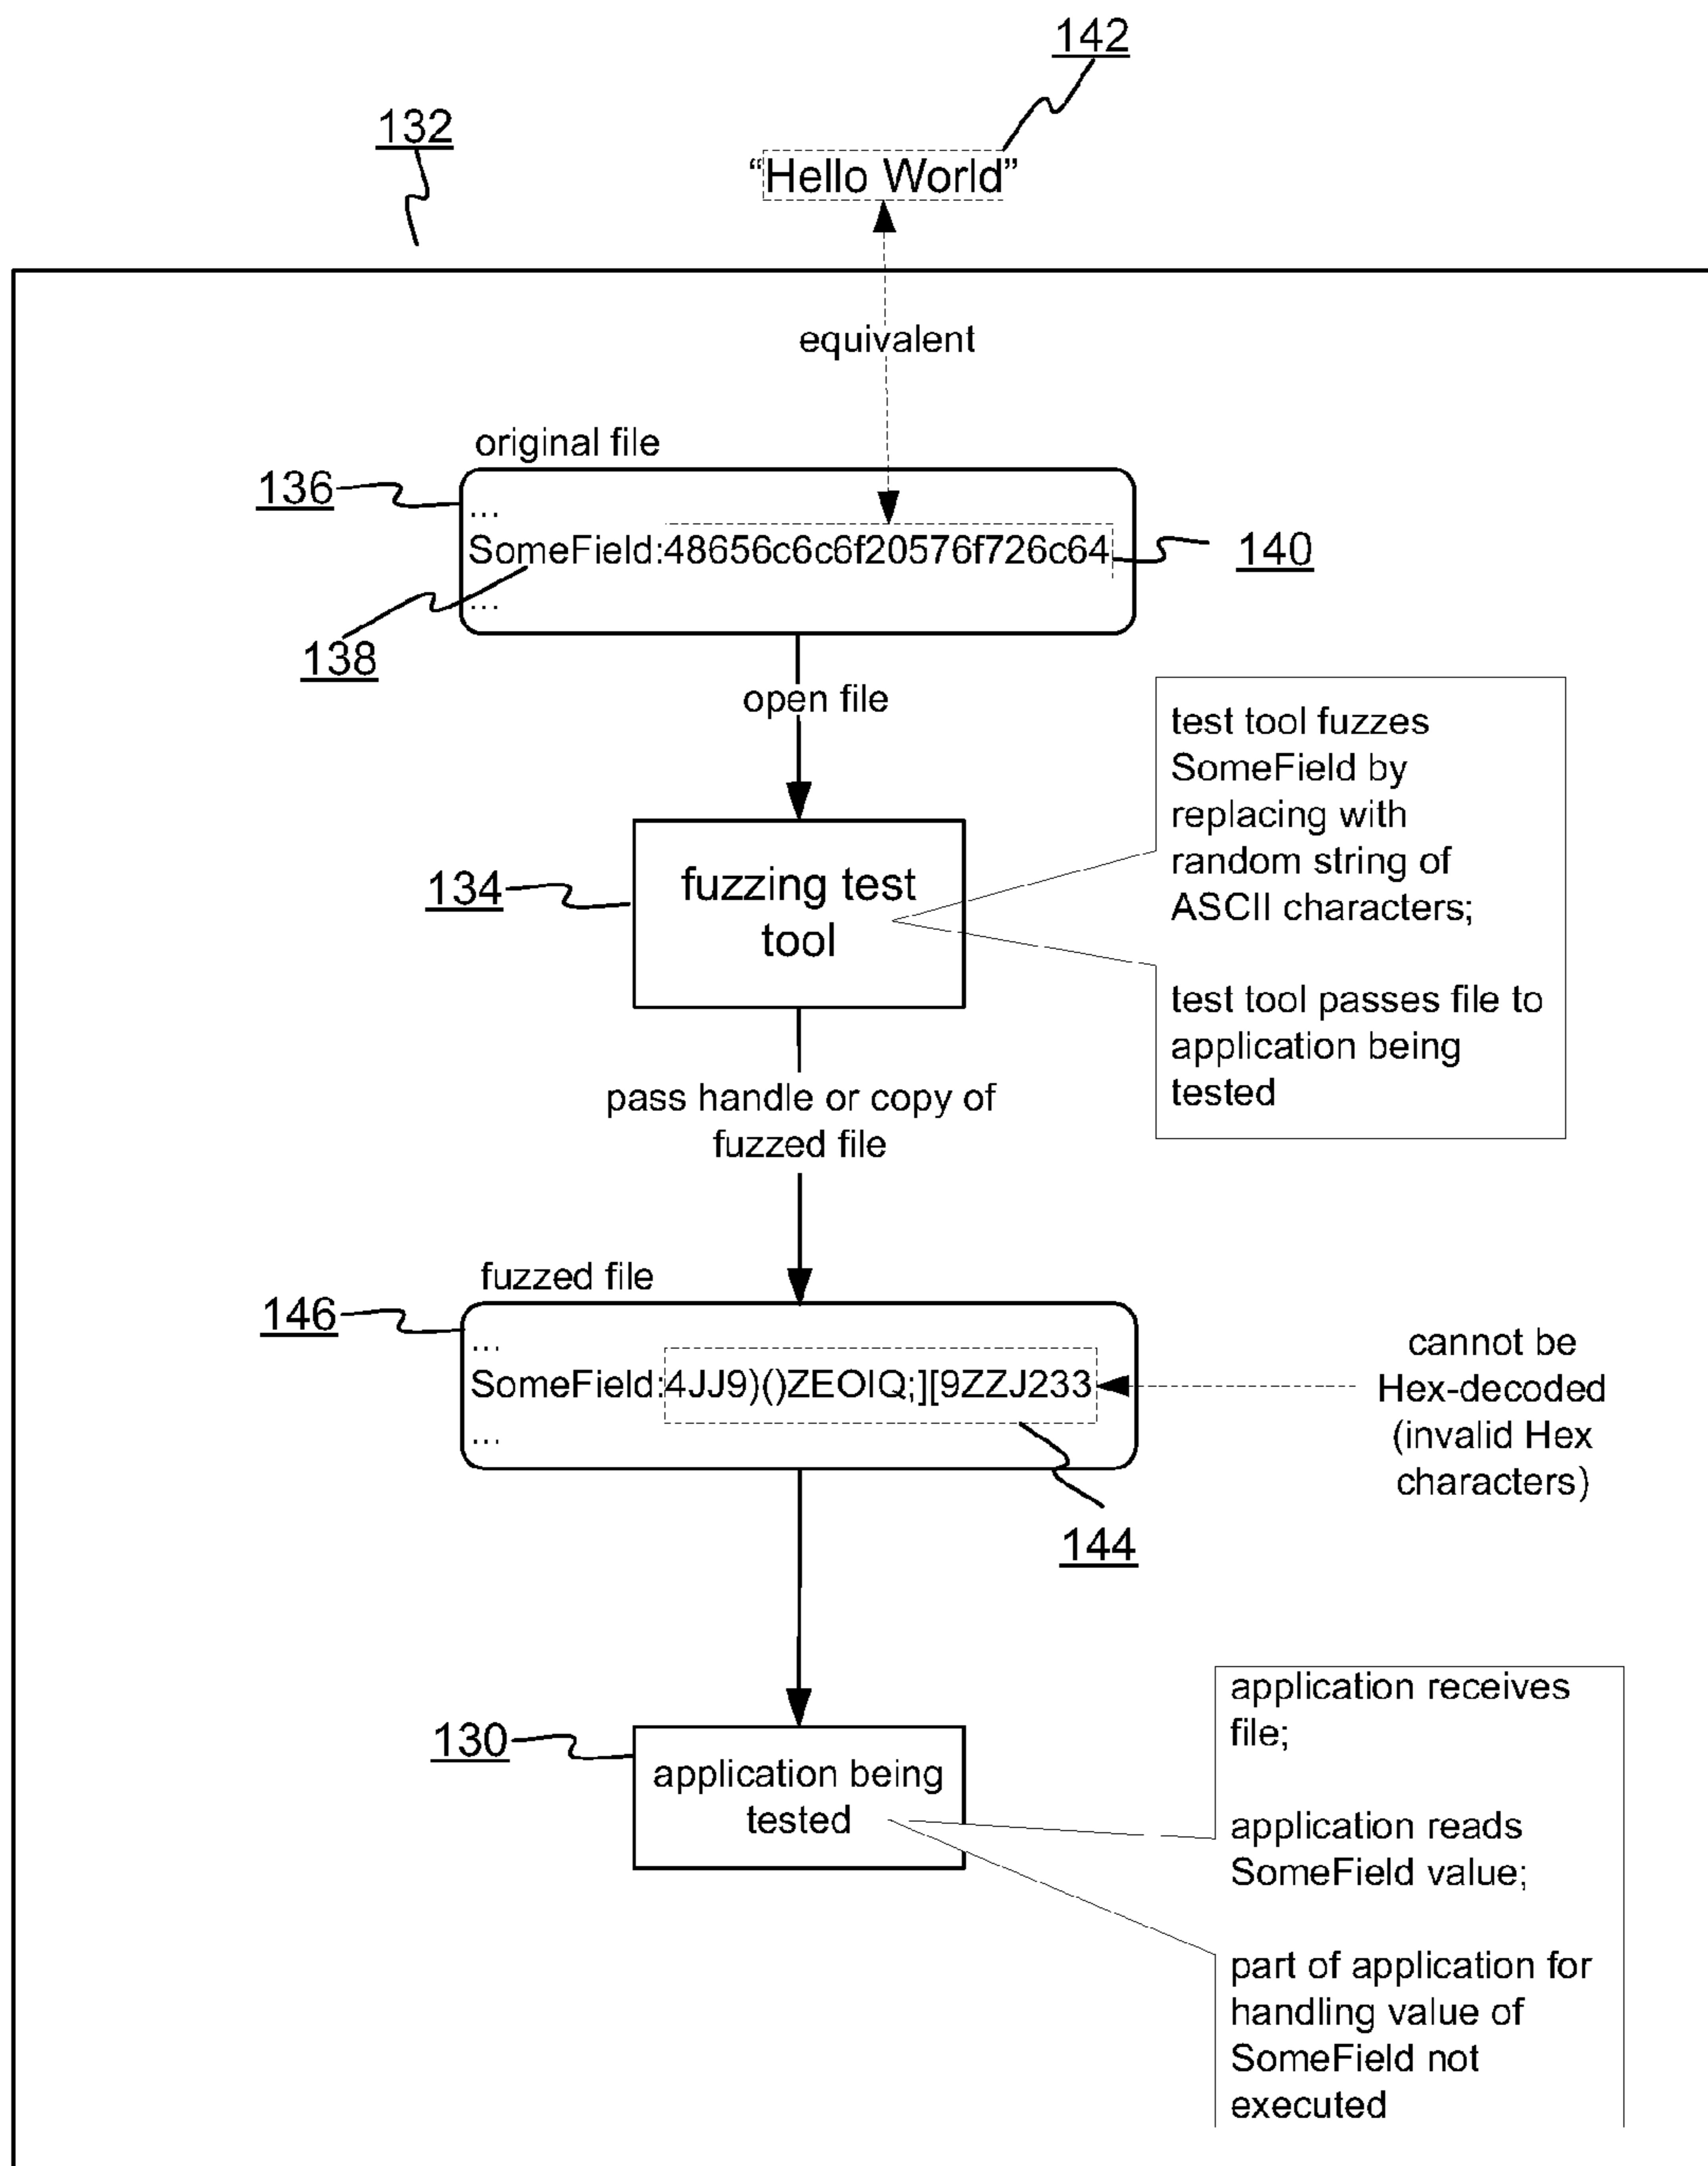 142
132
“Hello World”
equivalent
original file
136
...
SomeField:48656c6c6f20576f726c64
140
...
138
open file
test tool fuzzes
SomeField by
replacing with
random string of
ASCII characters;
test tool passes file to
application being
tested
134
fuzzing test
tool
pass handle or copy of
fuzzed file
fuzzed file
146
...
SomeField:4JJ9)()ZEOIQ;][9ZZJ233
...
cannot be
Hex-decoded
(invalid Hex
characters)
144
130
application being
tested
application receives
file;
application reads
SomeField value;
part of application for
handling value of
SomeField not
executed